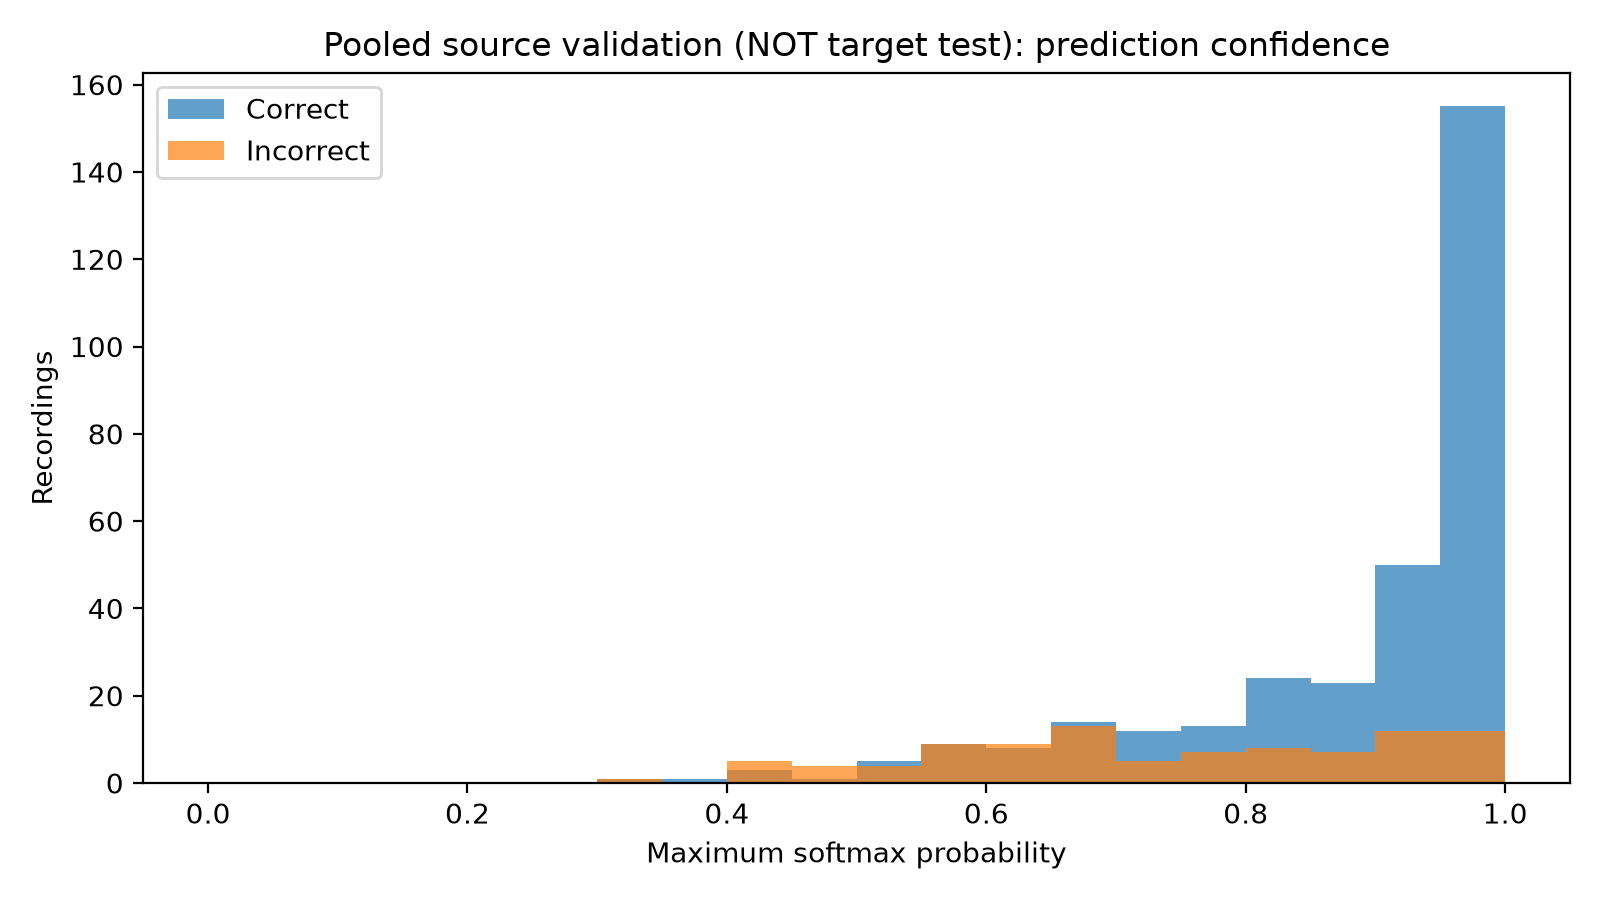 Pooled source validation (NOT target test): prediction confidence
160
140
120
100
80
60
40
20
0
Recordings
Correct
Incorrect
0.0 0.2 0.4 0.6 0.8 1.0
Maximum softmax probability